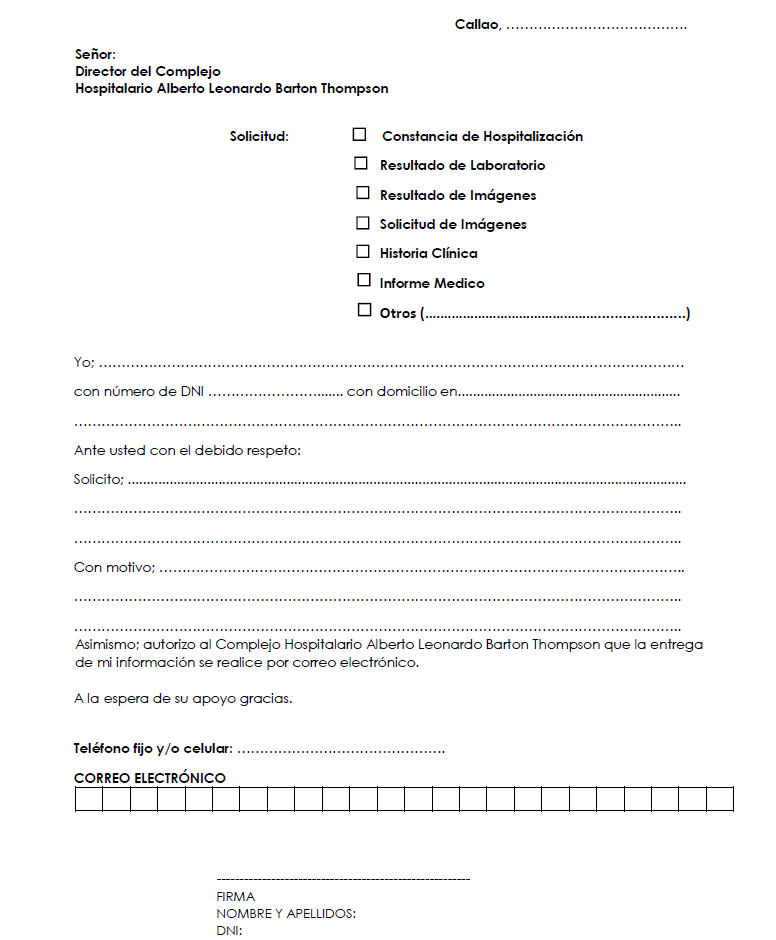 Callao, ………………………………….
Señor:
Director del Complejo
Hospitalario Alberto Leonardo Barton Thompson
Solicitud: ☐ Constancia de Hospitalización
☐ Resultado de Laboratorio
☐ Resultado de Imágenes
☐ Solicitud de Imágenes
☐ Historia Clínica
☐ Informe Medico
☐ Otros (……………………………………………………………)
Yo; …………………………………………………………………………………………………………………
con número de DNI ……………………....... con domicilio en...........................................................
……………………………………………………………………………………………………………………..
Ante usted con el debido respeto:
Solicito; ....................................................................................................................................................
……………………………………………………………………………………………………………………..
……………………………………………………………………………………………………………………..
Con motivo; ……………………………………………………………………………………………………..
……………………………………………………………………………………………………………………..
……………………………………………………………………………………………………………………..
Asimismo; autorizo al Complejo Hospitalario Alberto Leonardo Barton Thompson que la entrega
de mi información se realice por correo electrónico.
A la espera de su apoyo gracias.
Teléfono fijo y/o celular: ……………………………………….
CORREO ELECTRÓNICO
--------------------------------------------------------
FIRMA
NOMBRE Y APELLIDOS:
DNI: